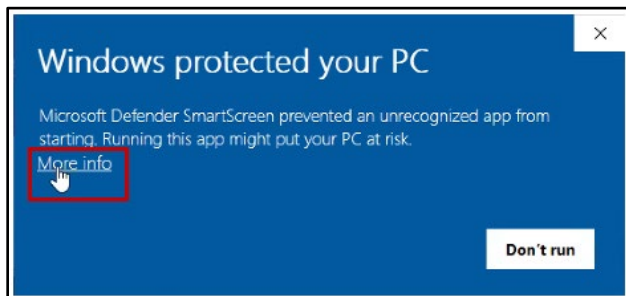 Windows protected your PC
Microsoft Defender SmartScreen prevented an unrecognized app from
starting. Running this app might put your PC at risk.
More info
Don't run